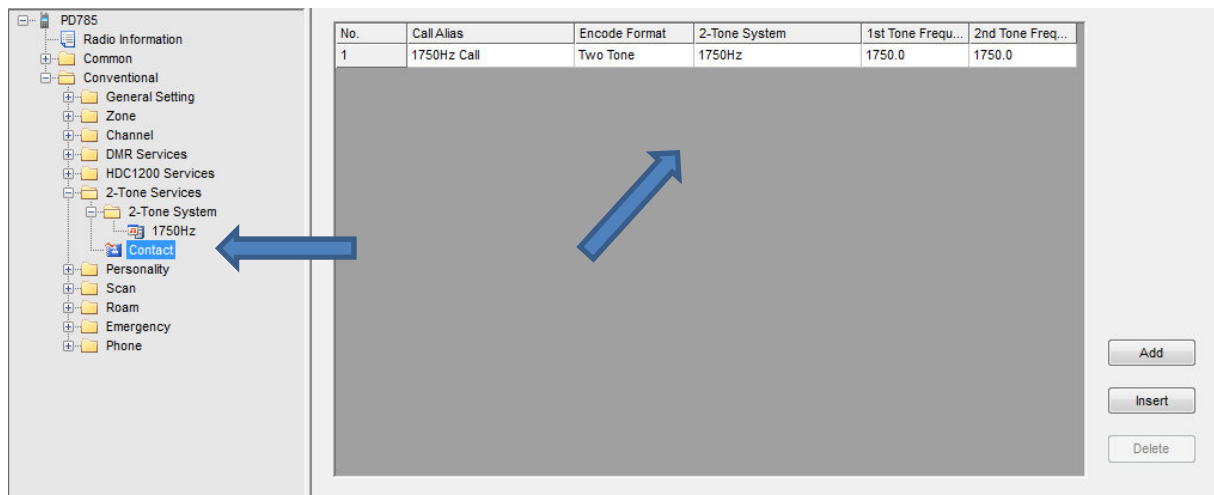 PD785
Radio Information
Common
Conventional
General Setting
Zone
Channel
DMR Services
HDC1200 Services
2-Tone Services
2-Tone System
1750Hz
Contact
Personality
Scan
Roam
Emergency
Phone
No. Call Alias Encode Format 2-Tone System 1st Tone Frequ... 2nd Tone Freq...
1 1750Hz Call Two Tone 1750Hz 1750.0 1750.0
Add
Insert
Delete